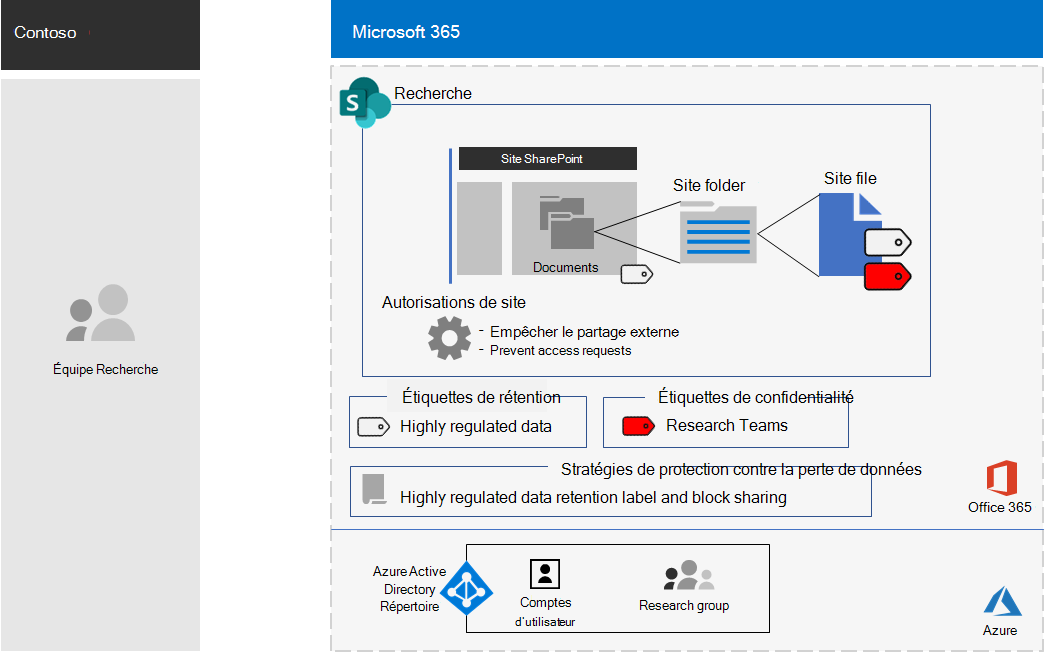 Contoso
Microsoft 365
S
Recherche
Site SharePoint
Site folder
Site file
Documents
Autorisations de site
- Empêcher le partage externe
- Prevent access requests
Équipe Recherche
Étiquettes de rétention
Highly regulated data
Étiquettes de confidentialité
Research Teams
Stratégies de protection contre la perte de données
Highly regulated data retention label and block sharing
Office 365
Azure Active
Directory
Répertoire
Comptes
d'utilisateur
Research group
Azure